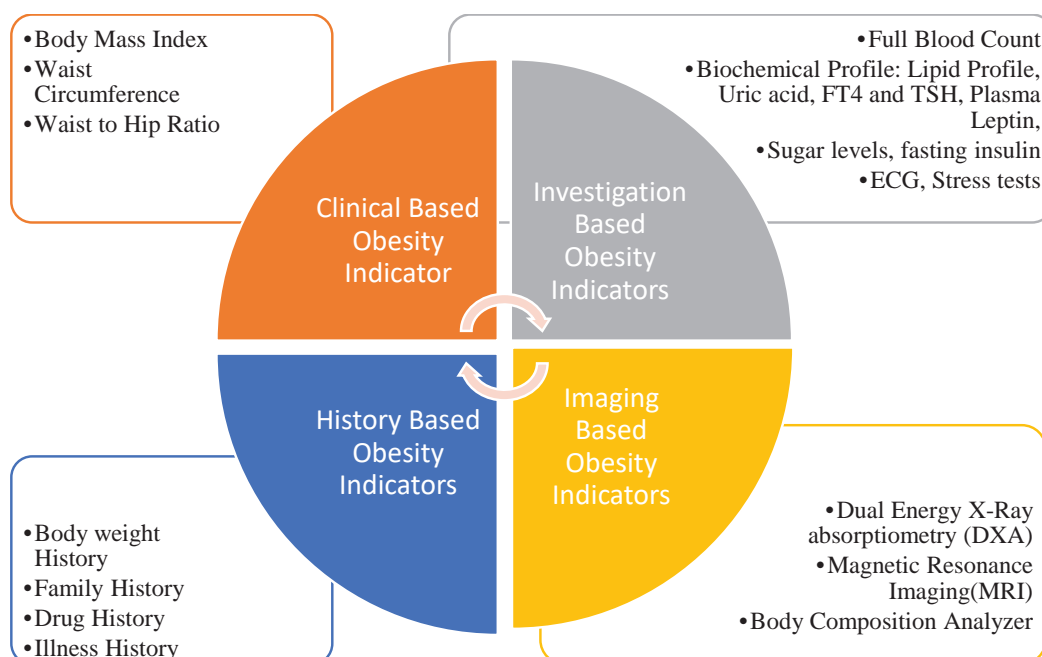 •Body Mass Index
•Waist
Circumference
•Waist to Hip Ratio
•Full Blood Count
•Biochemical Profile: Lipid Profile,
Uric acid, FT4 and TSH, Plasma
Leptin,
•Sugar levels, fasting insulin
•ECG, Stress tests
Clinical Based
Obesity
Indicator
Investigation
Based
Obesity
Indicators
History Based
Obesity
Indicators
Imaging
Based
Obesity
Indicators
•Body weight
History
•Family History
•Drug History
•Illness History
•Dual Energy X-Ray
absorptiometry (DXA)
•Magnetic Resonance
Imaging(MRI)
•Body Composition Analyzer